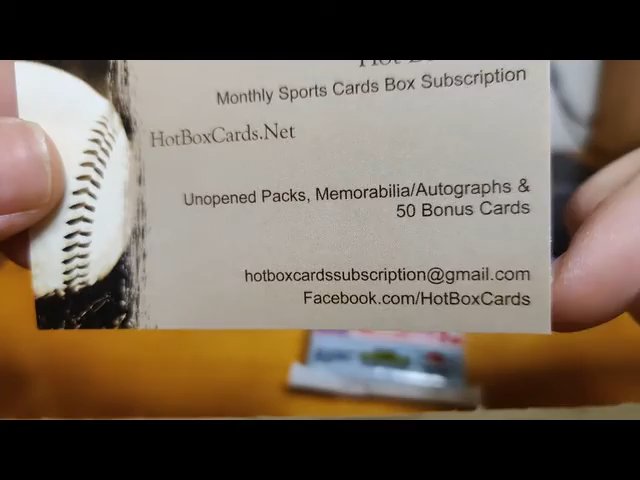 Monthly Sports Cards Box Subscription
HotBoxCards.Net
Unopened Packs, Memorabilia/Autographs &
50 Bonus Cards
hotboxcardssubscription@gmail.com
Facebook.com/HotBoxCards